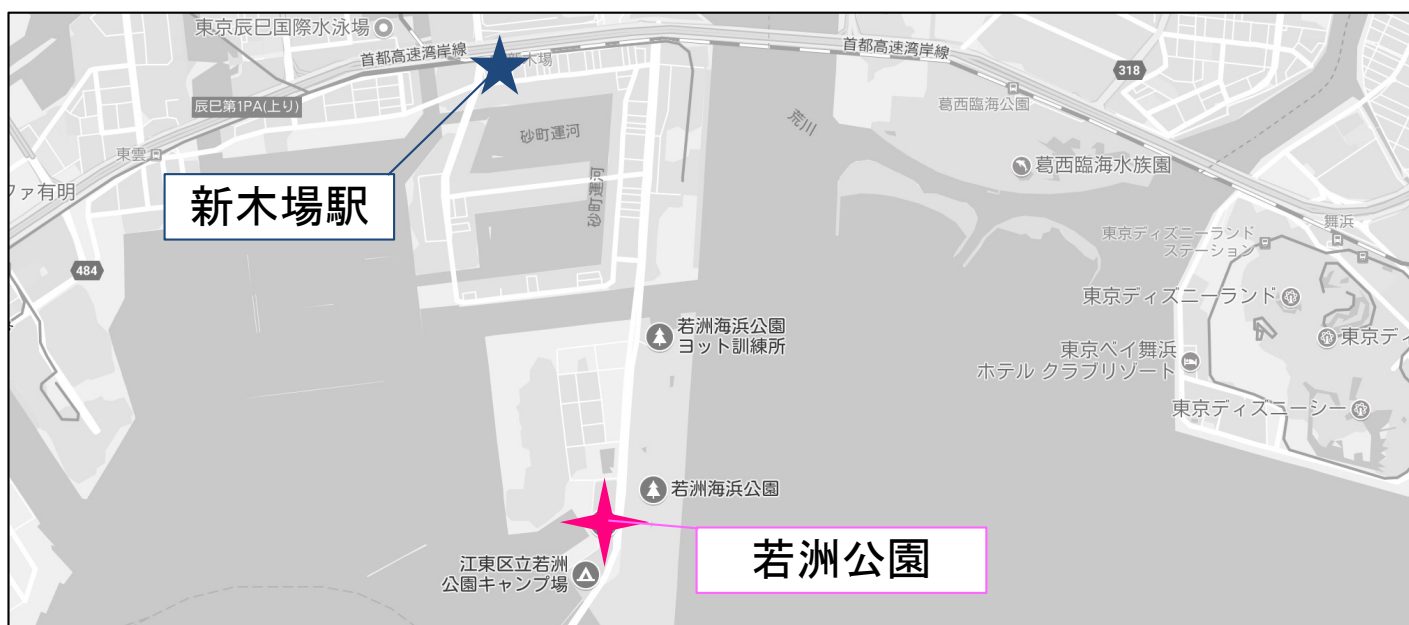 東京辰巳国際水泳場
首都高速湾岸線
新木場
首都高速湾岸線
318
辰巳第1PA(上り)
葛西臨海公園
砂町運河
荒川
東雲
葛西臨海水族園
ファ有明
新木場駅
砂町運河
舞浜
東京ディズニーランド
ステーション
484
東京ディズニーランド
若洲海浜公園
ヨット訓練所
東京ディ
東京ベイ舞浜
ホテル クラブリゾート
東京ディズニーシー
若洲海浜公園
若洲公園
江東区立若洲
公園キャンプ場